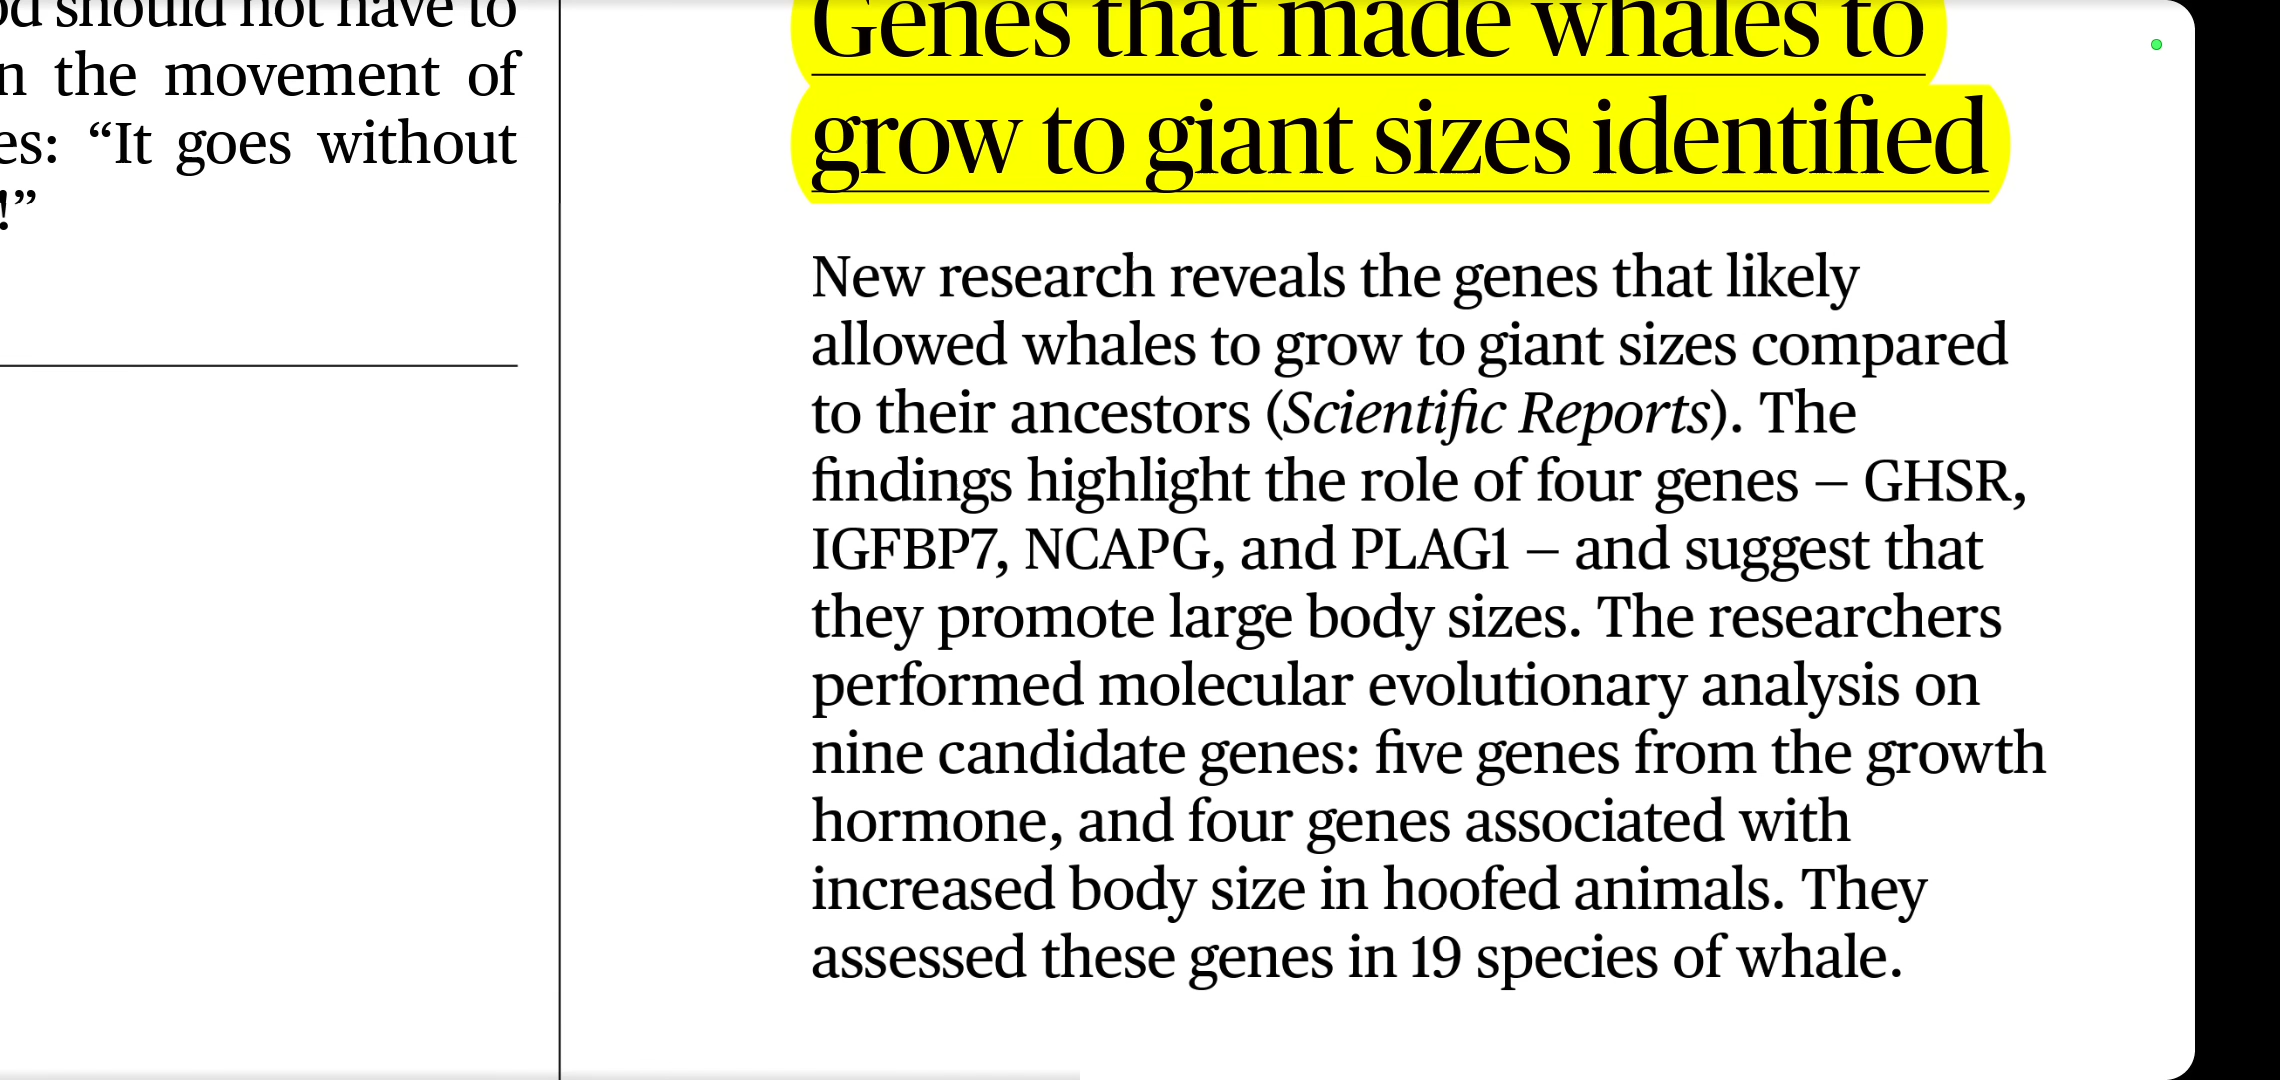 should not have to
the movement of
“It goes without
!”
Genes that made whales to
grow to giant sizes identified
New research reveals the genes that likely
allowed whales to grow to giant sizes compared
to their ancestors (Scientific Reports). The
findings highlight the role of four genes – GHSR,
IGFBP7, NCAPG, and PLAG1 – and suggest that
they promote large body sizes. The researchers
performed molecular evolutionary analysis on
nine candidate genes: five genes from the growth
hormone, and four genes associated with
increased body size in hoofed animals. They
assessed these genes in 19 species of whale.